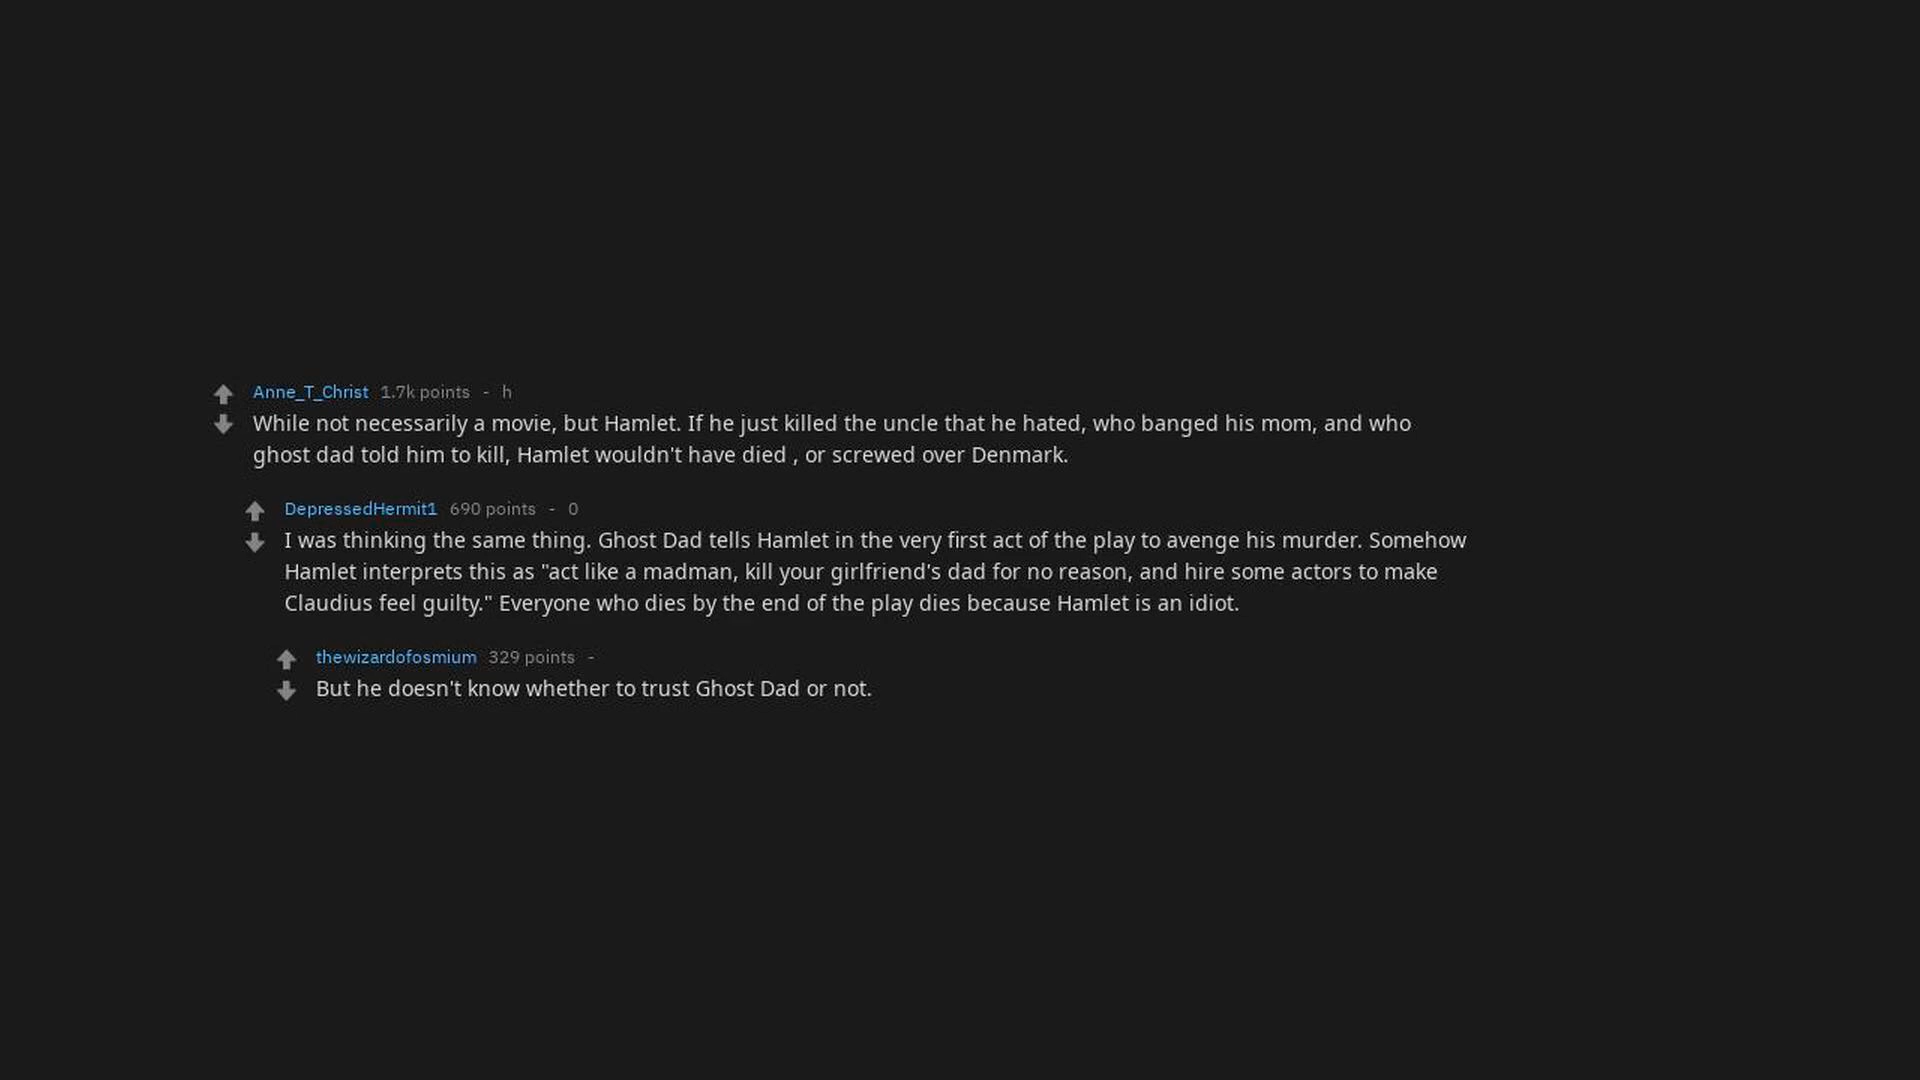 Anne_T_Christ 1.7k points - h
While not necessarily a movie, but Hamlet. If he just killed the uncle that he hated, who banged his mom, and who
ghost dad told him to kill, Hamlet wouldn't have died , or screwed over Denmark.
DepressedHermit1 690 points - 0
I was thinking the same thing. Ghost Dad tells Hamlet in the very first act of the play to avenge his murder. Somehow
Hamlet interprets this as "act like a madman, kill your girlfriend's dad for no reason, and hire some actors to make
Claudius feel guilty." Everyone who dies by the end of the play dies because Hamlet is an idiot.
thewizardofosmium 329 points -
But he doesn't know whether to trust Ghost Dad or not.